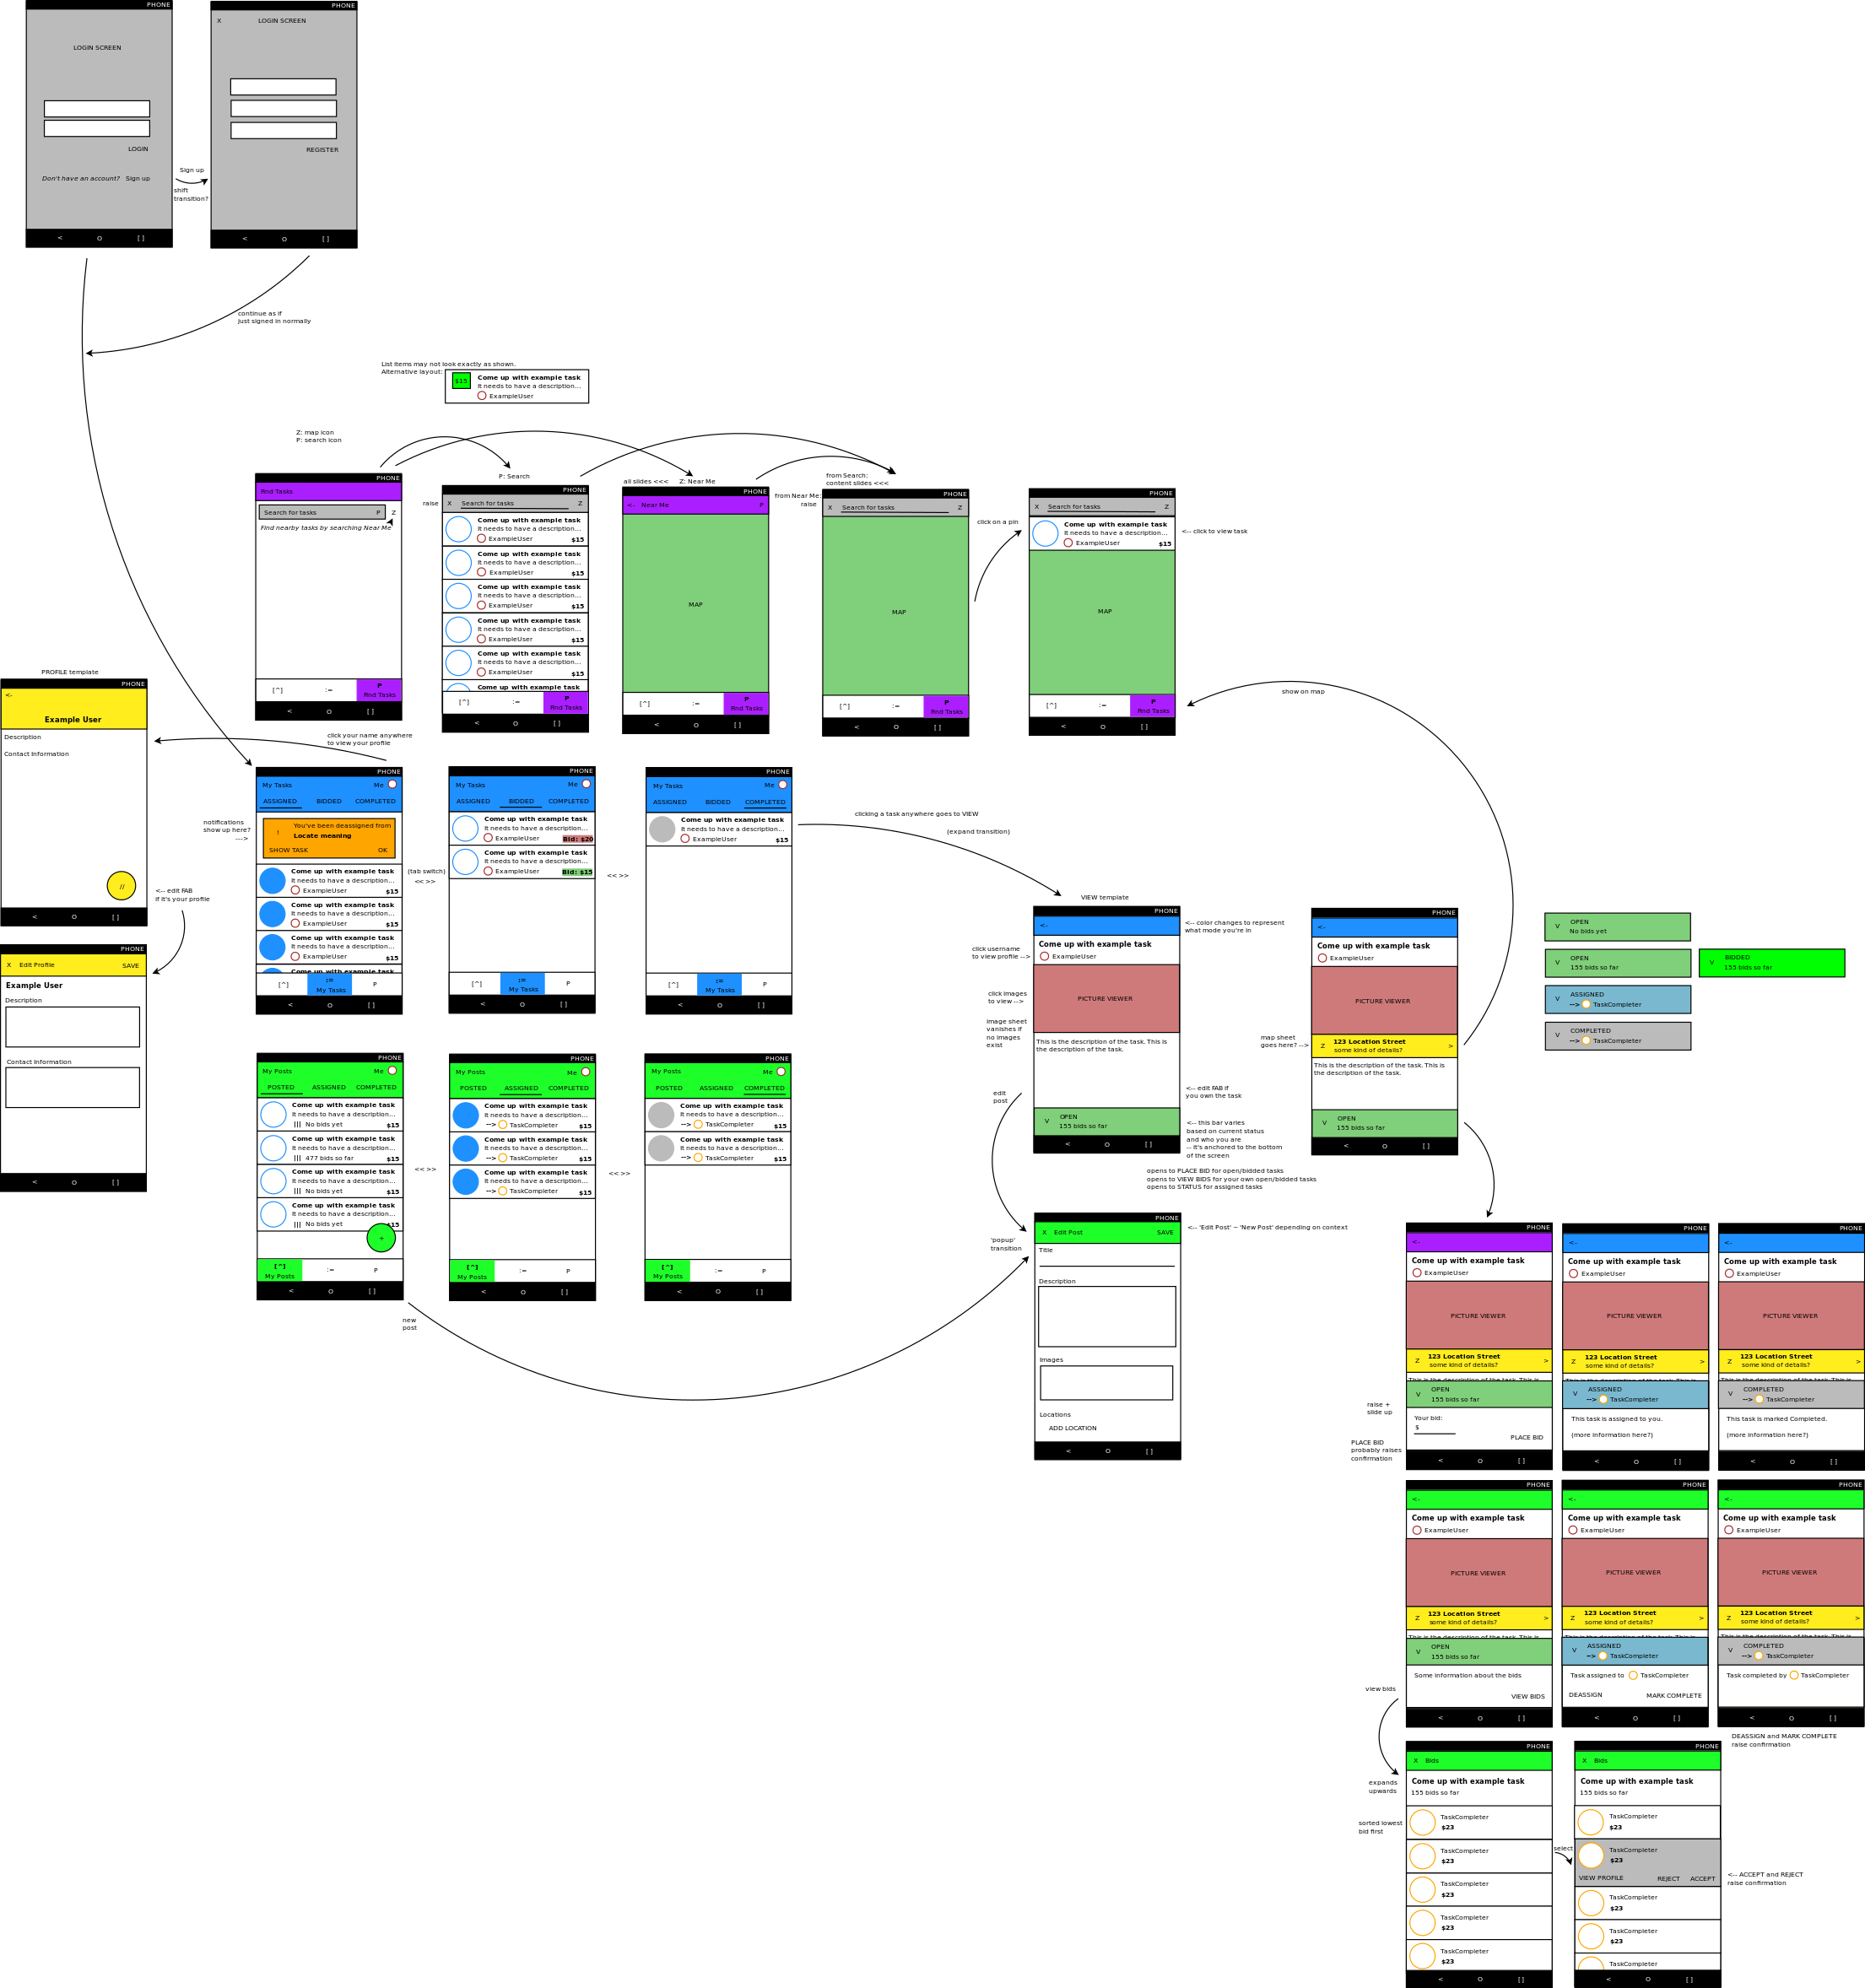 PHONE
LOGIN SCREEN
LOGIN
Don't have an account? Sign up
< O [ ]
Sign up
shift
transition?
PHONE
X LOGIN SCREEN
REGISTER
< O [ ]
continue as if
just signed in normally
List items may not look exactly as shown.
Alternative layout:
$15
Come up with example task
It needs to have a description...
ExampleUser
Z: map icon
P: search icon
PHONE
Find Tasks
Search for tasks P Z
Find nearby tasks by searching Near Me
[^] := P
Find Tasks
< O [ ]
P: Search
raise
PHONE
X Search for tasks Z
Come up with example task
It needs to have a description...
ExampleUser $15
Come up with example task
It needs to have a description...
ExampleUser $15
Come up with example task
It needs to have a description...
ExampleUser $15
Come up with example task
It needs to have a description...
ExampleUser $15
Come up with example task
It needs to have a description...
ExampleUser $15
Come up with example task
[^] := P
Find Tasks
< O [ ]
all slides <<< Z: Near Me
PHONE
<- Near Me P
MAP
[^] := P
Find Tasks
< O [ ]
from Search:
content slides <<<
from Near Me:
raise
PHONE
X Search for tasks Z
MAP
[^] := P
Find Tasks
< O [ ]
click on a pin
PHONE
X Search for tasks Z
Come up with example task
It needs to have a description...
ExampleUser $15
MAP
[^] := P
Find Tasks
< O [ ]
<-- click to view task
show on map
PROFILE template
PHONE
<-
Example User
Description
Contact Information
//
< O [ ]
<-- edit FAB
if it's your profile
PHONE
X Edit Profile SAVE
Example User
Description
Contact Information
< O [ ]
click your name anywhere
to view your profile
notifications
show up here?
--->
PHONE
My Tasks Me
ASSIGNED BIDDED COMPLETED
! You've been deassigned from
Locate meaning
SHOW TASK OK
Come up with example task
It needs to have a description...
ExampleUser $15
Come up with example task
It needs to have a description...
ExampleUser $15
Come up with example task
It needs to have a description...
ExampleUser $15
Come up with example task
[^] := P
My Tasks
< O [ ]
(tab switch)
<< >>
PHONE
My Tasks Me
ASSIGNED BIDDED COMPLETED
Come up with example task
It needs to have a description...
ExampleUser Bid: $20
Come up with example task
It needs to have a description...
ExampleUser Bid: $15
[^] := P
My Tasks
< O [ ]
<< >>
PHONE
My Tasks Me
ASSIGNED BIDDED COMPLETED
Come up with example task
It needs to have a description...
ExampleUser $15
[^] := P
My Tasks
< O [ ]
clicking a task anywhere goes to VIEW
(expand transition)
PHONE
My Posts Me
POSTED ASSIGNED COMPLETED
Come up with example task
It needs to have a description...
||| No bids yet $15
Come up with example task
It needs to have a description...
||| 477 bids so far $15
Come up with example task
It needs to have a description...
||| No bids yet $15
Come up with example task
It needs to have a description...
||| No bids yet $15
+
[^] := P
My Posts
< O [ ]
<< >>
PHONE
My Posts Me
POSTED ASSIGNED COMPLETED
Come up with example task
It needs to have a description...
--> TaskCompleter $15
Come up with example task
It needs to have a description...
--> TaskCompleter $15
Come up with example task
It needs to have a description...
--> TaskCompleter $15
[^] := P
My Posts
< O [ ]
<< >>
PHONE
My Posts Me
POSTED ASSIGNED COMPLETED
Come up with example task
It needs to have a description...
--> TaskCompleter $15
Come up with example task
It needs to have a description...
--> TaskCompleter $15
[^] := P
My Posts
< O [ ]
new
post
VIEW template
PHONE
<-
Come up with example task
ExampleUser
PICTURE VIEWER
This is the description of the task. This is
the description of the task.
V OPEN
155 bids so far
< O [ ]
click username
to view profile -->
click images
to view -->
image sheet
vanishes if
no images
exist
edit
post
<-- color changes to represent
what mode you're in
<-- edit FAB if
you own the task
<-- this bar varies
based on current status
and who you are
-- it's anchored to the bottom
of the screen
opens to PLACE BID for open/bidded tasks
opens to VIEW BIDS for your own open/bidded tasks
opens to STATUS for assigned tasks
map sheet
goes here? -->
PHONE
<-
Come up with example task
ExampleUser
PICTURE VIEWER
Z 123 Location Street >
some kind of details?
This is the description of the task. This is
the description of the task.
V OPEN
155 bids so far
< O [ ]
V OPEN
No bids yet
V OPEN
155 bids so far
V BIDDED
155 bids so far
V ASSIGNED
--> TaskCompleter
V COMPLETED
--> TaskCompleter
'popup'
transition
PHONE
X Edit Post SAVE
Title
Description
Images
Locations
ADD LOCATION
< O [ ]
<-- 'Edit Post' ~ 'New Post' depending on context
raise +
slide up
PLACE BID
probably raises
confirmation
PHONE
<-
Come up with example task
ExampleUser
PICTURE VIEWER
Z 123 Location Street >
some kind of details?
This is the description of the task. This is
V OPEN
155 bids so far
Your bid:
$
PLACE BID
< O [ ]
PHONE
<-
Come up with example task
ExampleUser
PICTURE VIEWER
Z 123 Location Street >
some kind of details?
This is the description of the task. This is
V ASSIGNED
--> TaskCompleter
This task is assigned to you.
(more information here?)
< O [ ]
PHONE
<-
Come up with example task
ExampleUser
PICTURE VIEWER
Z 123 Location Street >
some kind of details?
This is the description of the task. This is
V COMPLETED
--> TaskCompleter
This task is marked Completed.
(more information here?)
< O [ ]
PHONE
<-
Come up with example task
ExampleUser
PICTURE VIEWER
Z 123 Location Street >
some kind of details?
This is the description of the task. This is
V OPEN
155 bids so far
Some information about the bids
VIEW BIDS
< O [ ]
PHONE
<-
Come up with example task
ExampleUser
PICTURE VIEWER
Z 123 Location Street >
some kind of details?
This is the description of the task. This is
V ASSIGNED
--> TaskCompleter
Task assigned to TaskCompleter
DEASSIGN MARK COMPLETE
< O [ ]
PHONE
<-
Come up with example task
ExampleUser
PICTURE VIEWER
Z 123 Location Street >
some kind of details?
This is the description of the task. This is
V COMPLETED
--> TaskCompleter
Task completed by TaskCompleter
< O [ ]
DEASSIGN and MARK COMPLETE
raise confirmation
view bids
expands
upwards
sorted lowest
bid first
PHONE
X Bids
Come up with example task
155 bids so far
TaskCompleter
$23
TaskCompleter
$23
TaskCompleter
$23
TaskCompleter
$23
TaskCompleter
$23
< O [ ]
select
PHONE
X Bids
Come up with example task
155 bids so far
TaskCompleter
$23
TaskCompleter
$23
VIEW PROFILE REJECT ACCEPT
TaskCompleter
$23
TaskCompleter
$23
TaskCompleter
< O [ ]
<-- ACCEPT and REJECT
raise confirmation